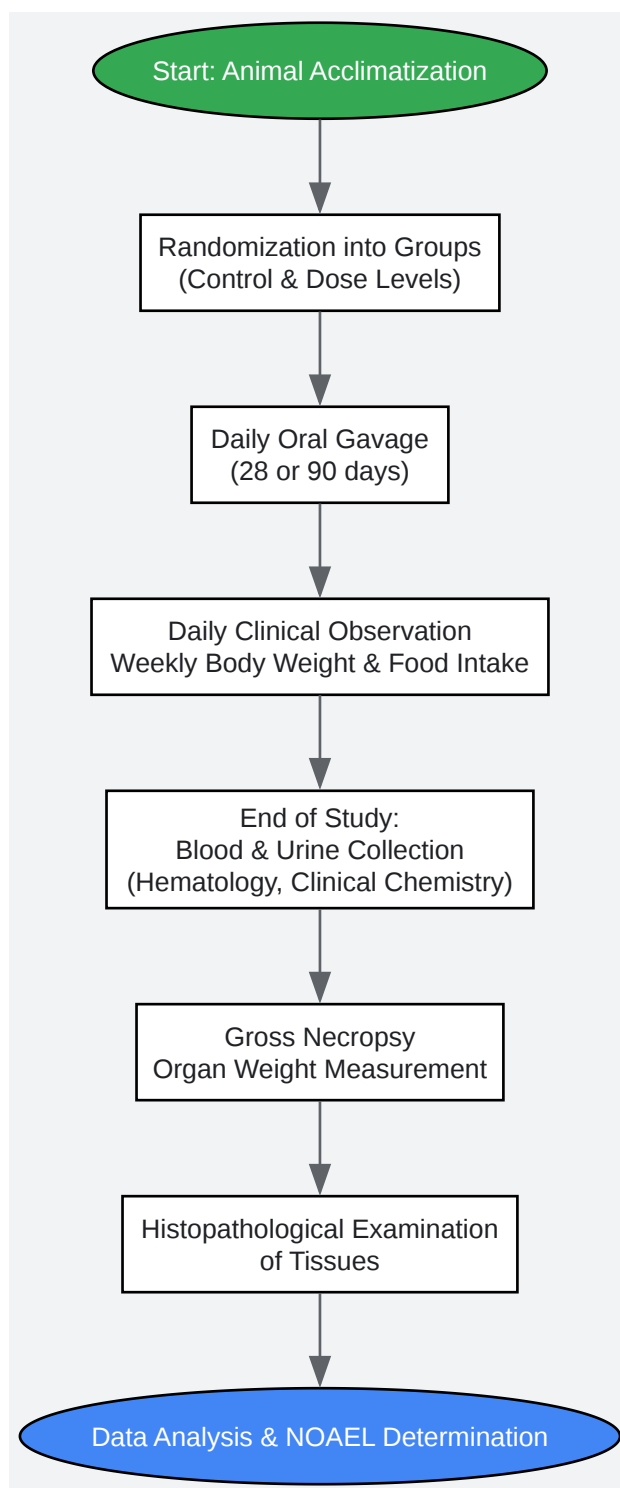 Start: Animal Acclimatization
Randomization into Groups
(Control & Dose Levels)
Daily Oral Gavage
(28 or 90 days)
Daily Clinical Observation
Weekly Body Weight & Food Intake
End of Study:
Blood & Urine Collection
(Hematology, Clinical Chemistry)
Gross Necropsy
Organ Weight Measurement
Histopathological Examination
of Tissues
Data Analysis & NOAEL Determination